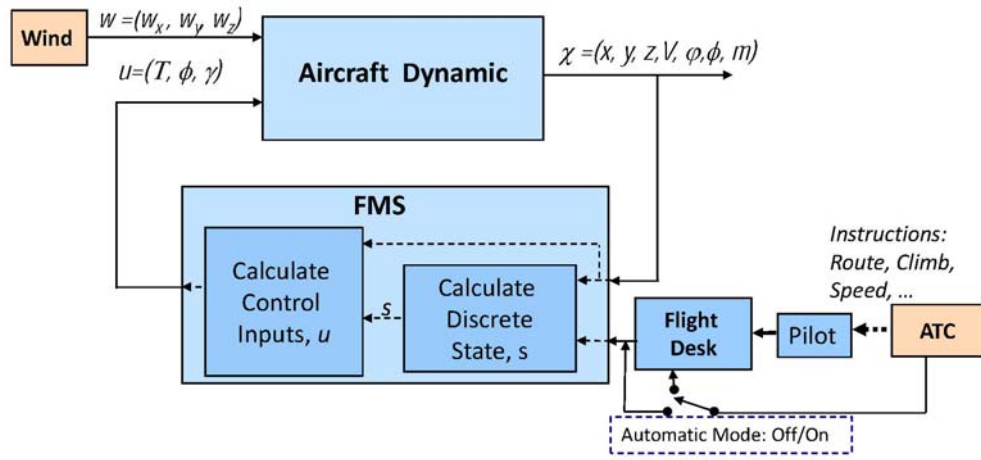 Wind
w =(wx, wy, wz)
u=(T, ϕ, γ)
Aircraft Dynamic
χ =(x, y, z,V, φ,ϕ, m)
FMS
Calculate
Control
Inputs, u
s
Calculate
Discrete
State, s
Flight
Desk
Pilot
Instructions:
Route, Climb,
Speed, ...
ATC
Automatic Mode: Off/On